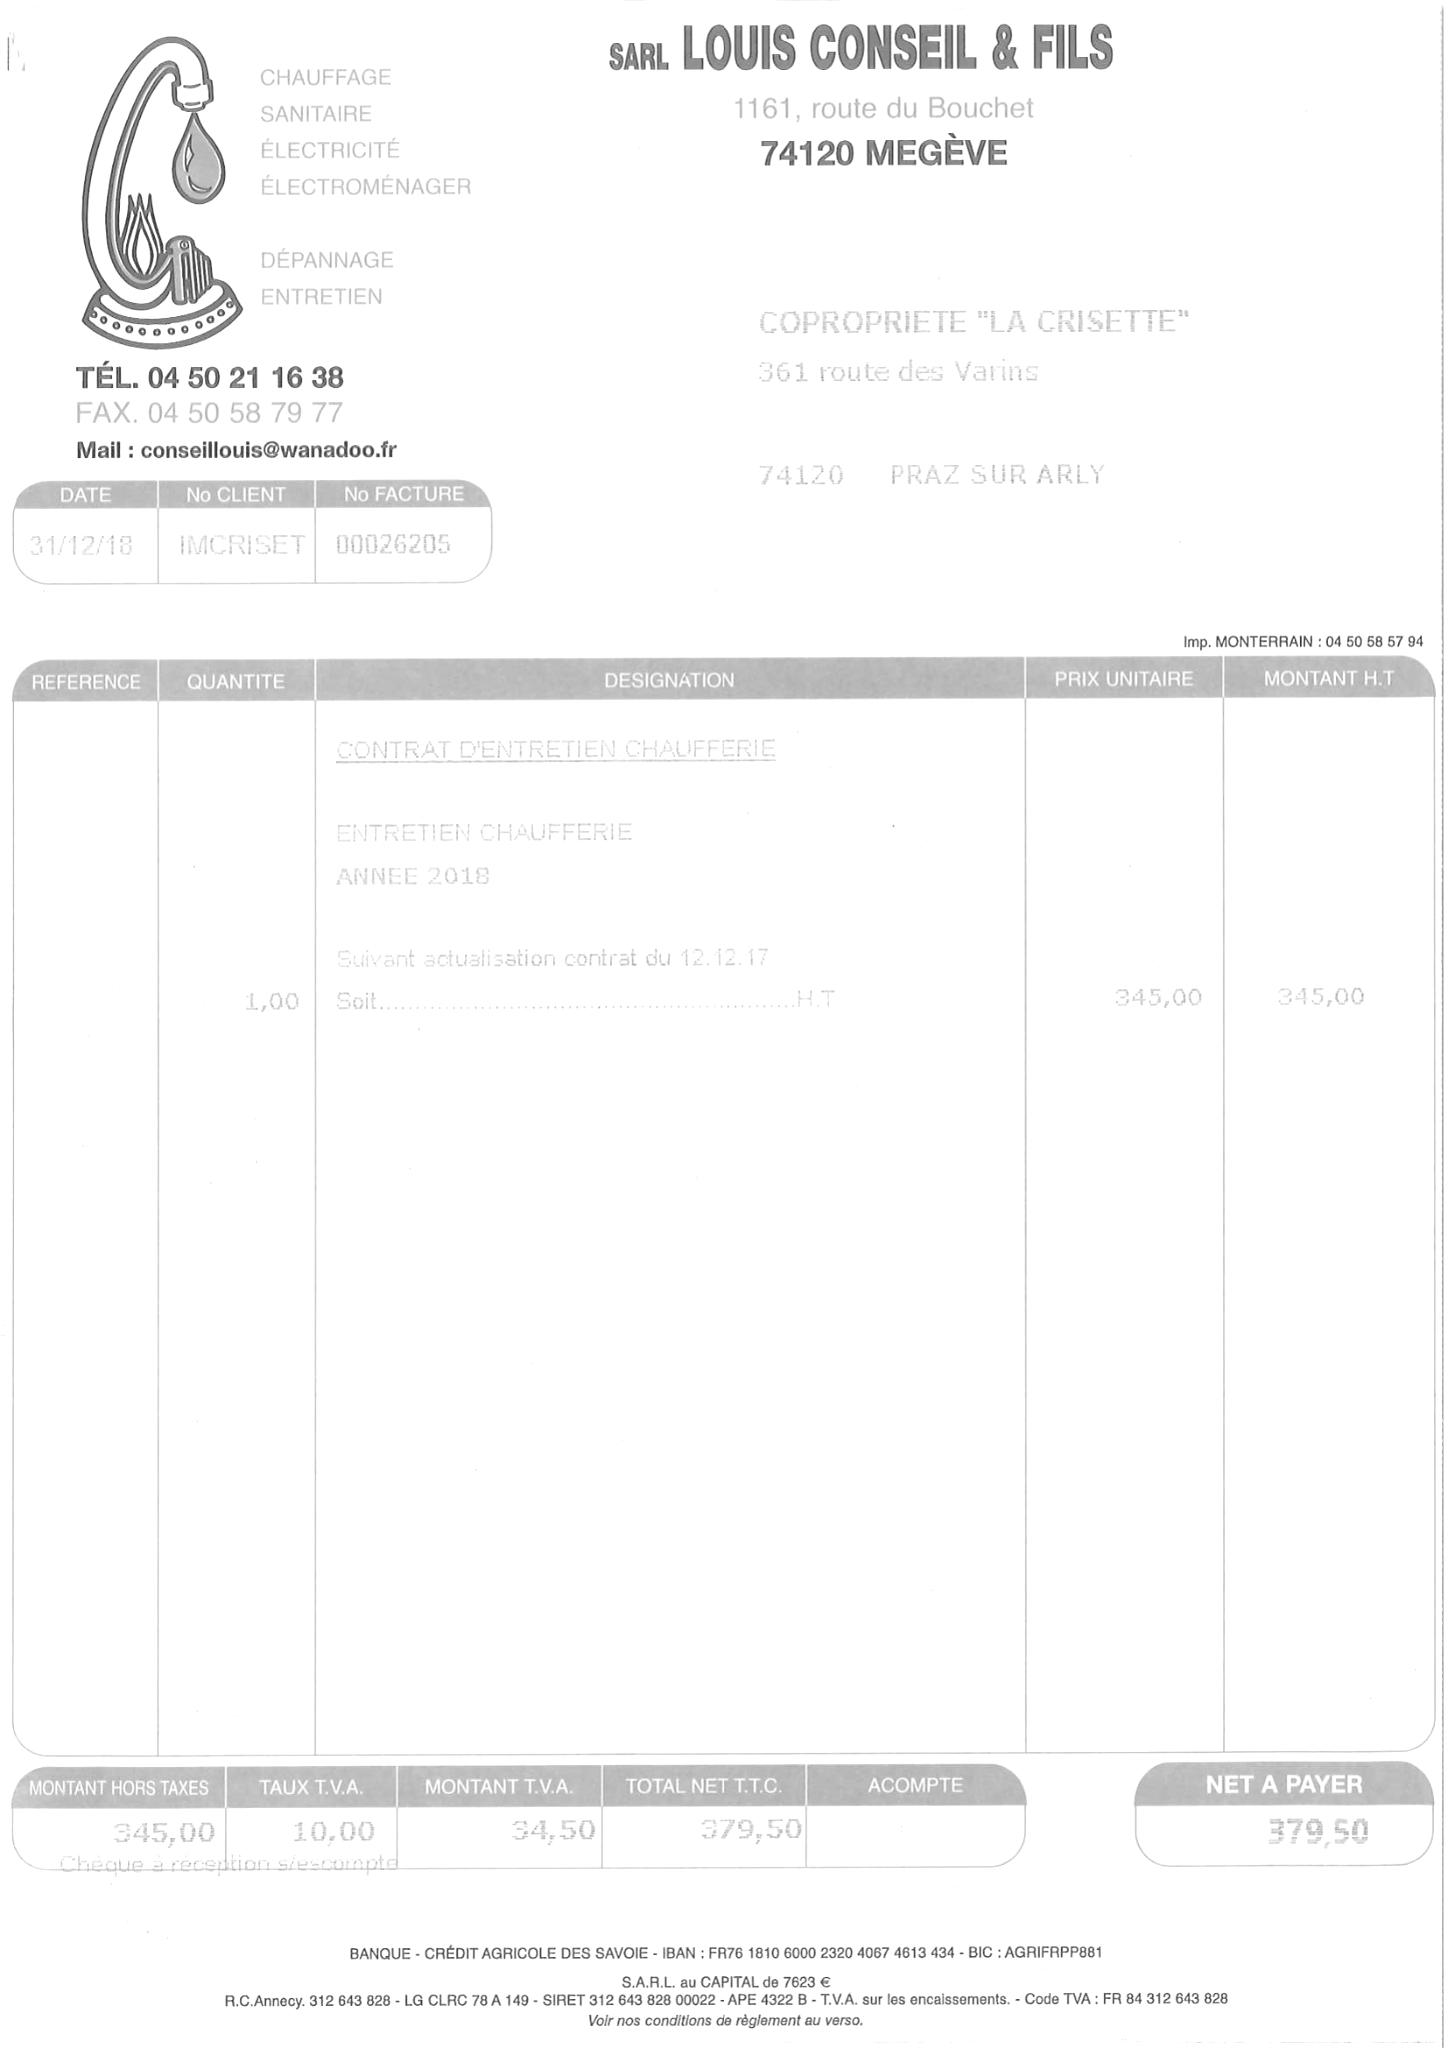 SARL LOUIS CONSEIL & FILS
1161, route du Bouchet
74120 MEGÈVE
CHAUFFAGE
SANITAIRE
ÉLECTRICITÉ
ÉLECTROMÉNAGER
DÉPANNAGE
ENTRETIEN
TÉL. 04 50 21 16 38
FAX. 04 50 58 79 77
Mail : conseillouis@wanadoo.fr
COPROPRIETE "LA CRISETTE"
361 route des Varins
74120 PRAZ SUR ARLY
DATE No CLIENT No FACTURE
31/12/18 IMCRISET 00026205
Imp. MONTERRAIN : 04 50 58 57 94
REFERENCE QUANTITE DESIGNATION PRIX UNITAIRE MONTANT H.T
CONTRAT D'ENTRETIEN CHAUFFERIE
ENTRETIEN CHAUFFERIE
ANNEE 2018
Suivant actualisation contrat du 12.12.17
1,00 Soit..................................................H.T 345,00 345,00
MONTANT HORS TAXES TAUX T.V.A. MONTANT T.V.A. TOTAL NET T.T.C. ACOMPTE NET A PAYER
345,00 10,00 34,50 379,50 379,50
Chèque à réception s/escompte
BANQUE - CRÉDIT AGRICOLE DES SAVOIE - IBAN : FR76 1810 6000 2320 4067 4613 434 - BIC : AGRIFRPP881
S.A.R.L. au CAPITAL de 7623 €
R.C.Annecy. 312 643 828 - LG CLRC 78 A 149 - SIRET 312 643 828 00022 - APE 4322 B - T.V.A. sur les encaissements. - Code TVA : FR 84 312 643 828
Voir nos conditions de règlement au verso.